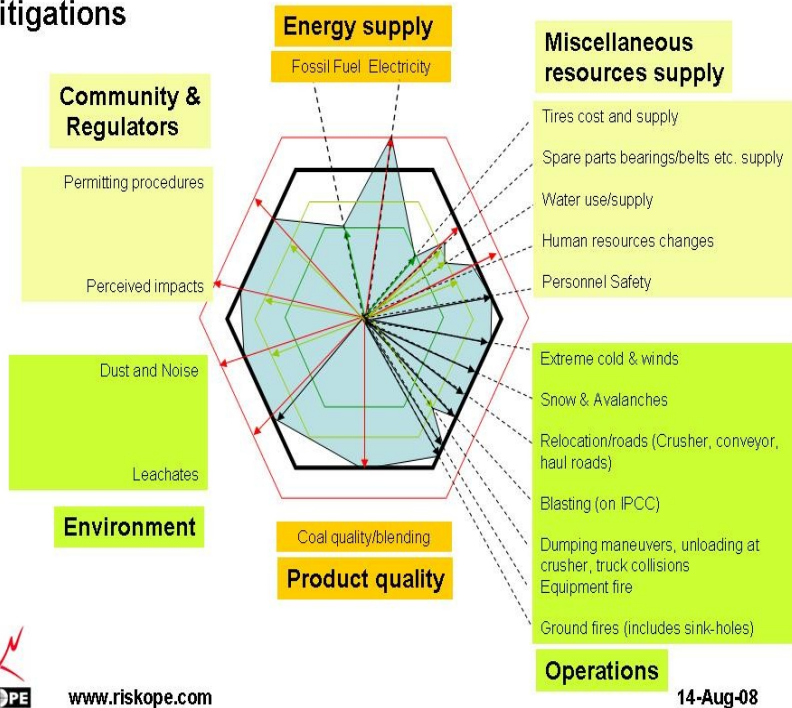 itigations
Energy supply
Fossil Fuel Electricity
Miscellaneous
resources supply
Tires cost and supply
Spare parts bearings/belts etc. supply
Water use/supply
Human resources changes
Personnel Safety
Community &
Regulators
Permitting procedures
Perceived impacts
Dust and Noise
Leachates
Environment
Extreme cold & winds
Snow & Avalanches
Relocation/roads (Crusher, conveyor,
haul roads)
Blasting (on IPCC)
Dumping maneuvers, unloading at
crusher, truck collisions
Equipment fire
Ground fires (includes sink-holes)
Operations
Coal quality/blending
Product quality
OPE
www.riskope.com
14-Aug-08